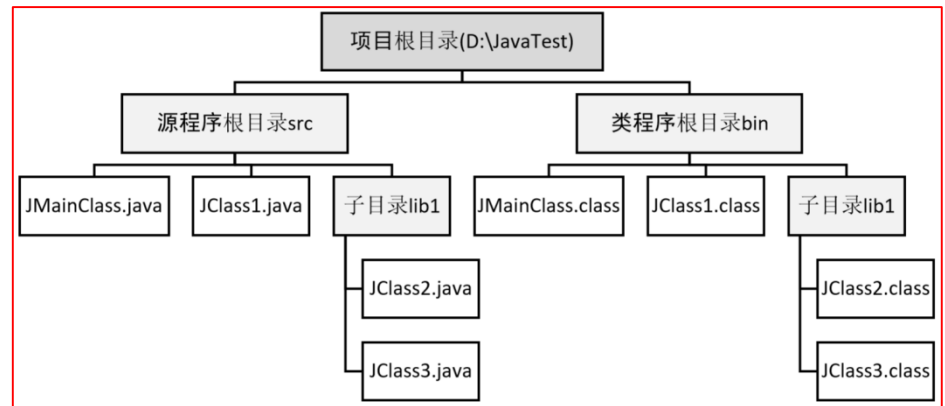 项目根目录(D:\JavaTest)
源程序根目录src
类程序根目录bin
JMainClass.java
JClass1.java
子目录lib1
JMainClass.class
JClass1.class
子目录lib1
JClass2.java
JClass2.class
JClass3.java
JClass3.class